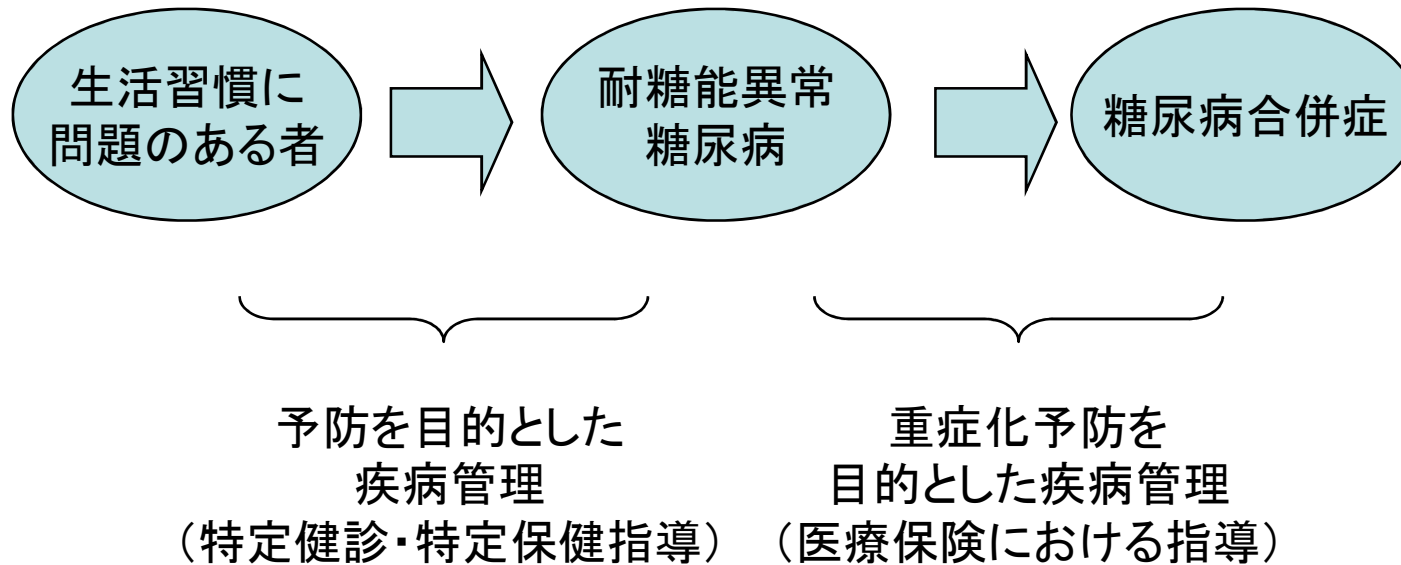 生活習慣に
問題のある者
耐糖能異常
糖尿病
糖尿病合併症
予防を目的とした
疾病管理
（特定健診・特定保健指導）
重症化予防を
目的とした疾病管理
（医療保険における指導）